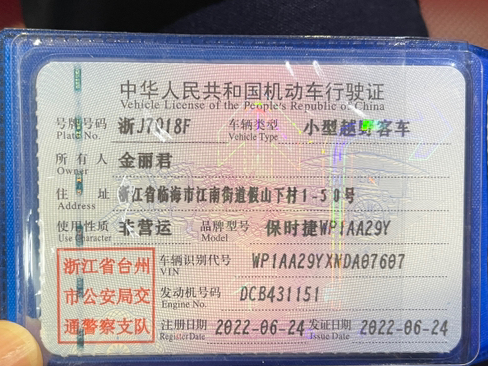 中华人民共和国机动车行驶证
Vehicle License of the People's Republic of China
号牌号码 浙J7018F 车辆类型 小型越野客车
Plate No. Vehicle Type
所有人 金丽君
Owner
住址 浙江省临海市江南街道椴山下村1-50号
Address
使用性质 非营运 品牌型号 保时捷WP1AA29Y
Use Character Model
浙江省台州
市公安局交
通警察支队
车辆识别代号 WP1AA29YXNDA07607
VIN
发动机号码 DCB431151
Engine No.
注册日期 2022-06-24 发证日期 2022-06-24
Register Date Issue Date